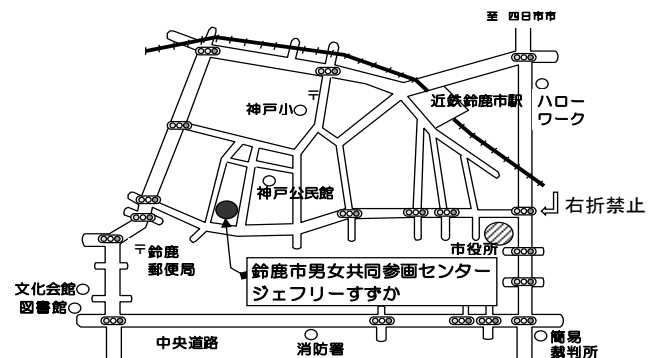 至 四日市市
近鉄鈴鹿市駅
ハロー
ワーク
神戸小
〒
神戸公民館
右折禁止
市役所
〒鈴鹿
郵便局
鈴鹿市男女共同参画センター
ジェフリーすずか
文化会館
図書館
中央道路
消防署
簡易
裁判所